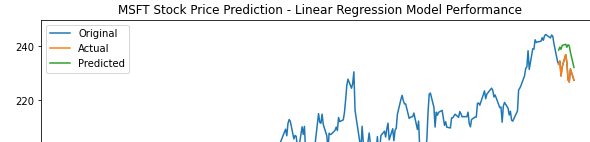 MSFT Stock Price Prediction - Linear Regression Model Performance
Original
Actual
Predicted
240
220